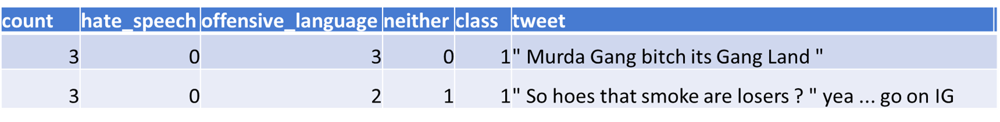 count hate_speech offensive_language neither class tweet
3 0 3 0 1 " Murda Gang bitch its Gang Land "
3 0 2 1 1 " So hoes that smoke are losers ? " yea ... go on IG